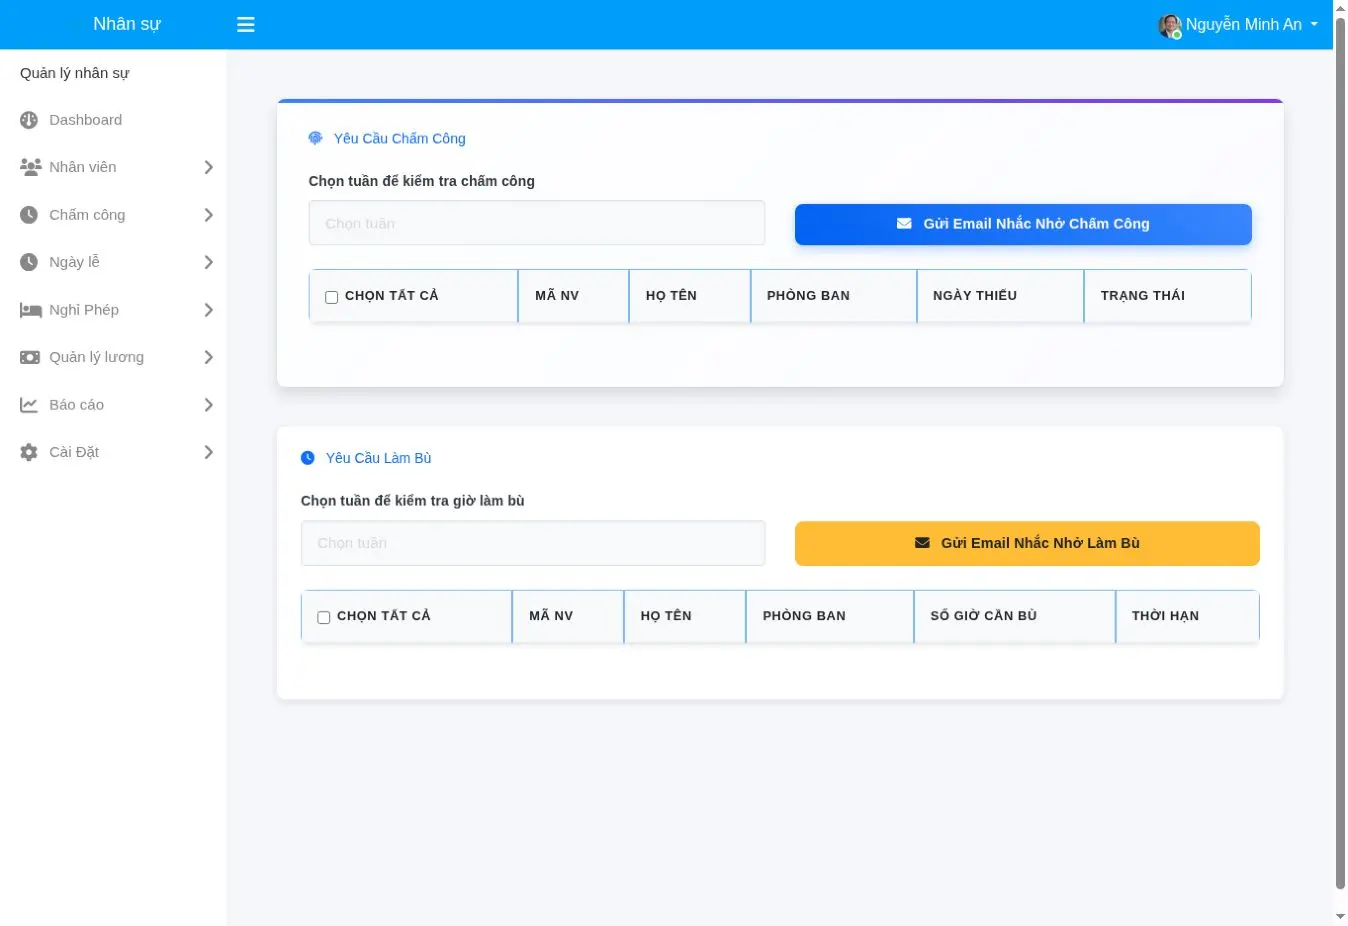 Nhân sự
Nguyễn Minh An
Quản lý nhân sự
Dashboard
Nhân viên
Chấm công
Ngày lễ
Nghỉ Phép
Quản lý lương
Báo cáo
Cài Đặt
Yêu Cầu Chấm Công
Chọn tuần để kiểm tra chấm công
Chọn tuần
Gửi Email Nhắc Nhở Chấm Công
CHỌN TẤT CẢ MÃ NV HỌ TÊN PHÒNG BAN NGÀY THIẾU TRẠNG THÁI
Yêu Cầu Làm Bù
Chọn tuần để kiểm tra giờ làm bù
Chọn tuần
Gửi Email Nhắc Nhở Làm Bù
CHỌN TẤT CẢ MÃ NV HỌ TÊN PHÒNG BAN SỐ GIỜ CẦN BÙ THỜI HẠN